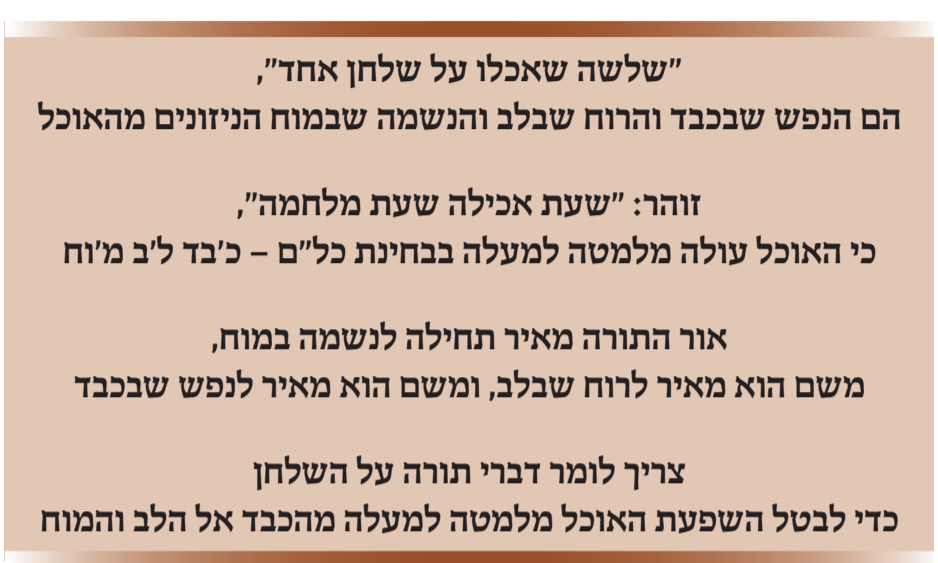 "שלשה שאכלו על שלחן אחד",
הם הנפש שבכבד והרוח שבלב והנשמה שבמוח הניזונים מהאוכל
זוהר: "שעת אכילה שעת מלחמה",
כי האוכל עולה מלמטה למעלה בבחינת כל"ם – כ'בד ל'ב מ'וח
אור התורה מאיר תחילה לנשמה במוח,
משם הוא מאיר לרוח שבלב, ומשם הוא מאיר לנפש שבכבד
צריך לומר דברי תורה על השלחן
כדי לבטל השפעת האוכל מלמטה למעלה מהכבד אל הלב והמוח